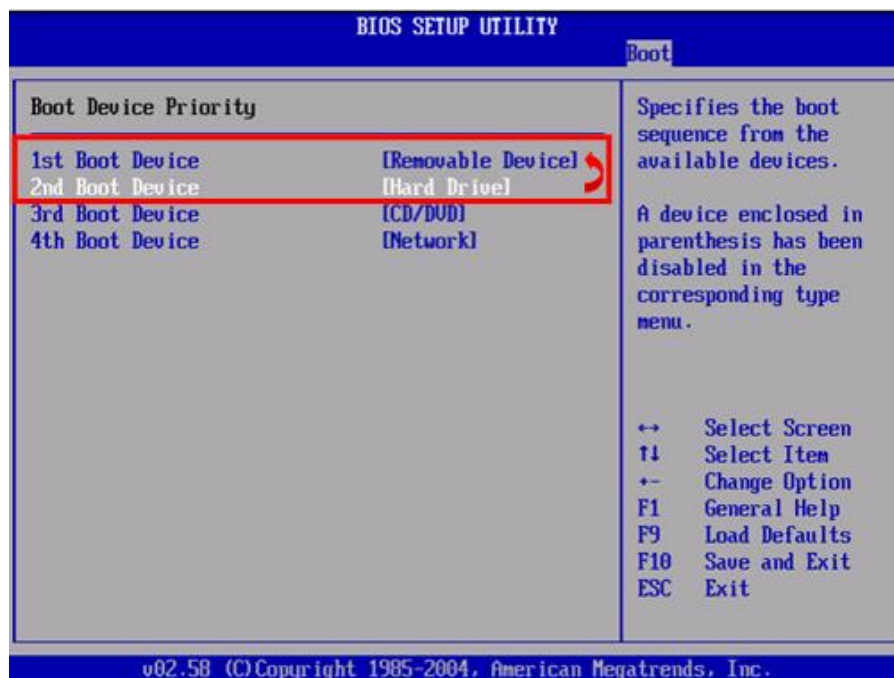 BIOS SETUP UTILITY
Boot
Boot Device Priority
1st Boot Device [Removable Device]
2nd Boot Device [Hard Drive]
3rd Boot Device [CD/DVD]
4th Boot Device [Network]
Specifies the boot
sequence from the
available devices.
A device enclosed in
parenthesis has been
disabled in the
corresponding type
menu.
↔ Select Screen
↑↓ Select Item
+- Change Option
F1 General Help
F9 Load Defaults
F10 Save and Exit
ESC Exit
v02.58 (C)Copyright 1985-2004, American Megatrends, Inc.